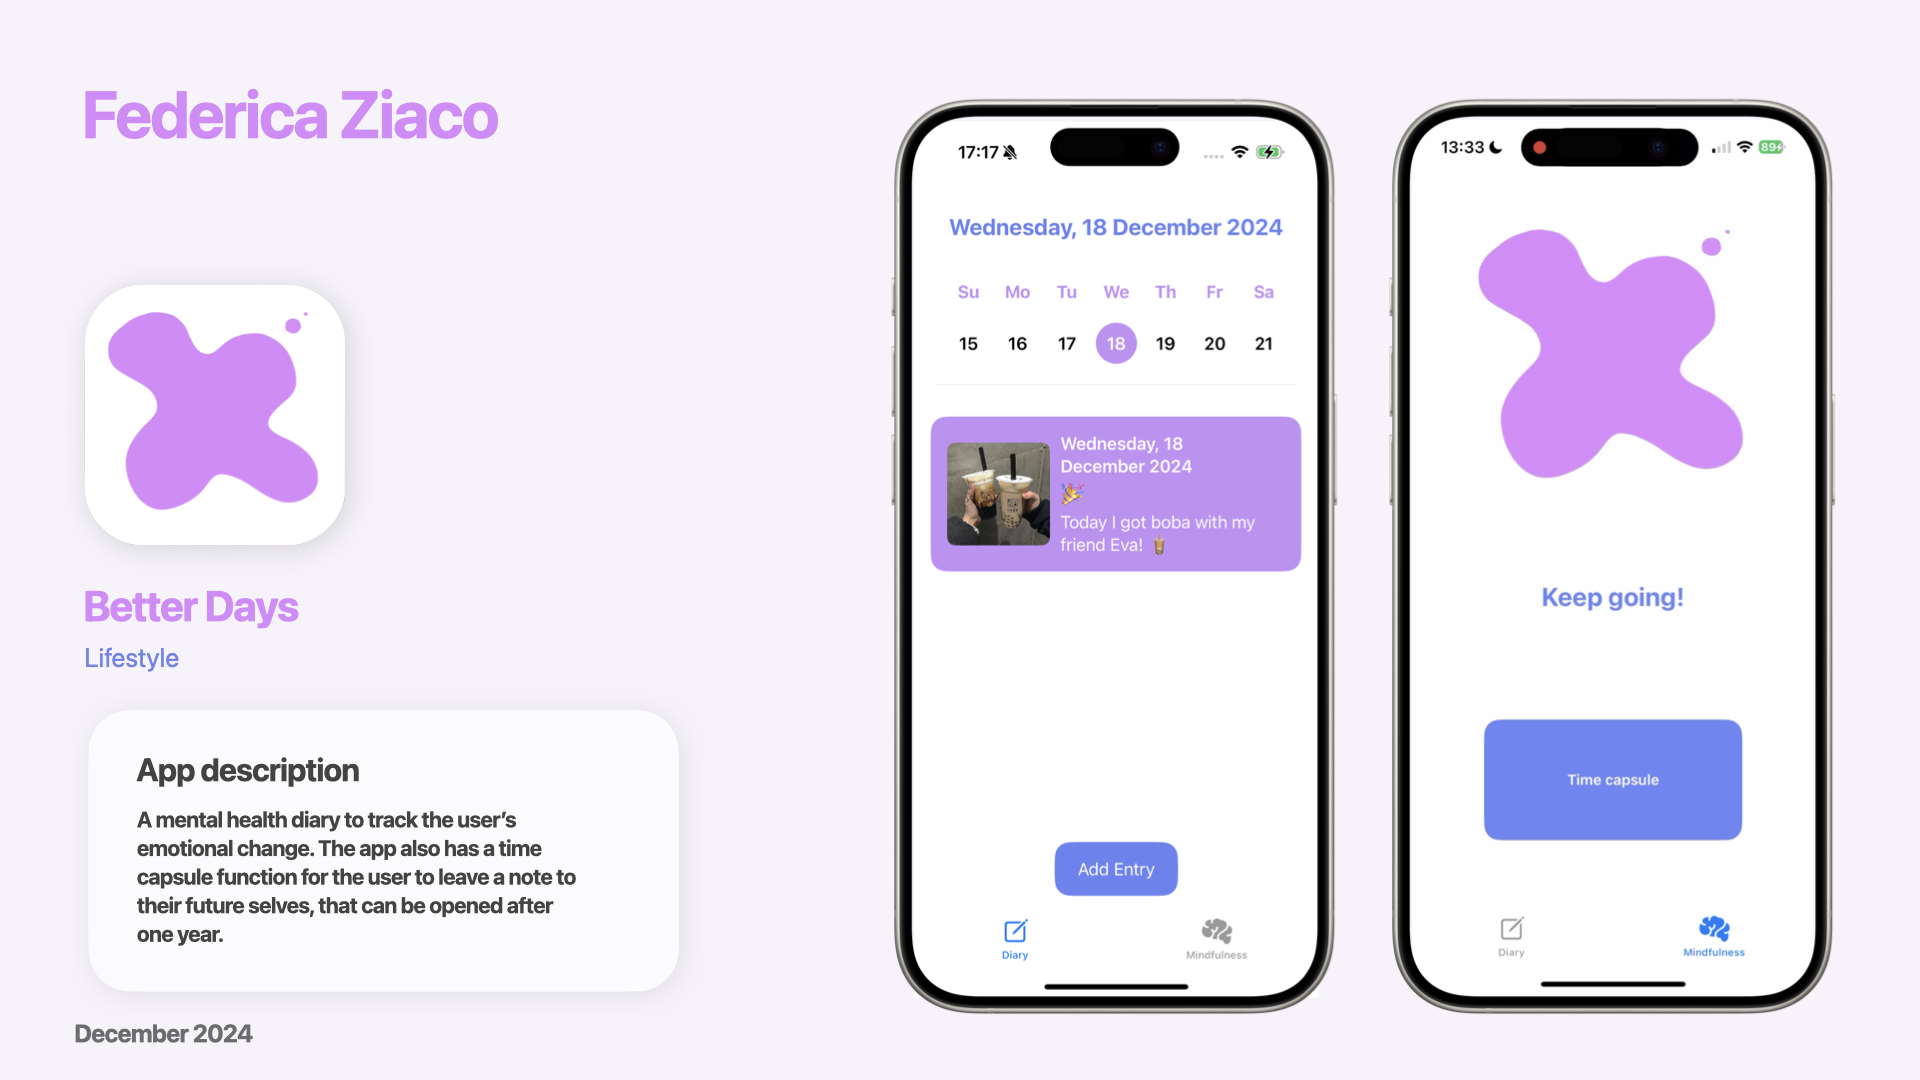 Federica Ziaco
Better Days
Lifestyle
App description
A mental health diary to track the user’s
emotional change. The app also has a time
capsule function for the user to leave a note to
their future selves, that can be opened after
one year.
December 2024
17:17
Wednesday, 18 December 2024
Su Mo Tu We Th Fr Sa
15 16 17 18 19 20 21
Wednesday, 18
December 2024
🎉
Today I got boba with my
friend Eva! 🧋
Add Entry
Diary Mindfulness
13:33 89
Keep going!
Time capsule
Diary Mindfulness